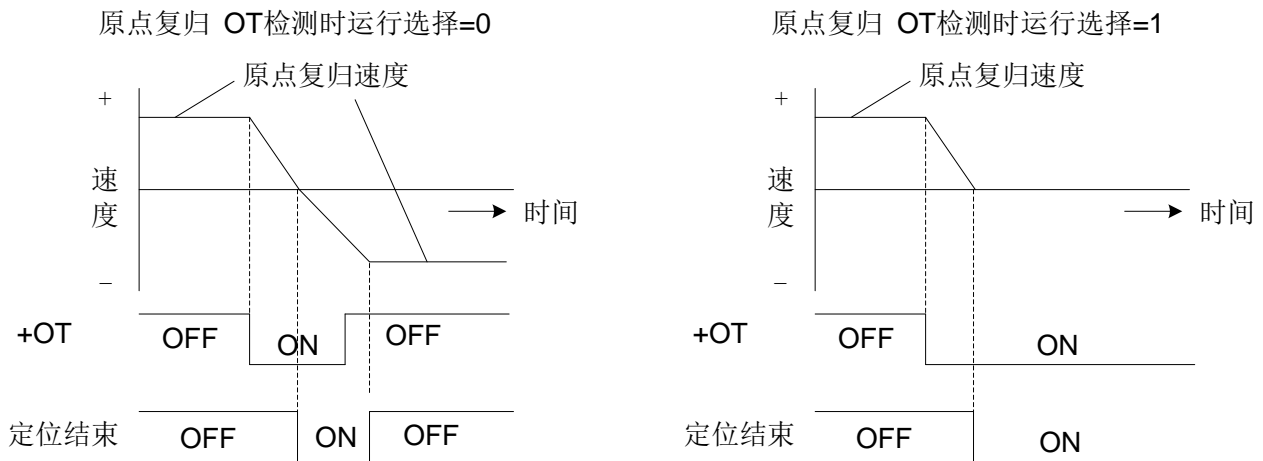 原点复归 OT检测时运行选择=0
原点复归速度
+
速度
时间
−
+OT
OFF
ON
OFF
定位结束
OFF
ON
OFF
原点复归 OT检测时运行选择=1
原点复归速度
+
速度
时间
−
+OT
OFF
ON
定位结束
OFF
ON